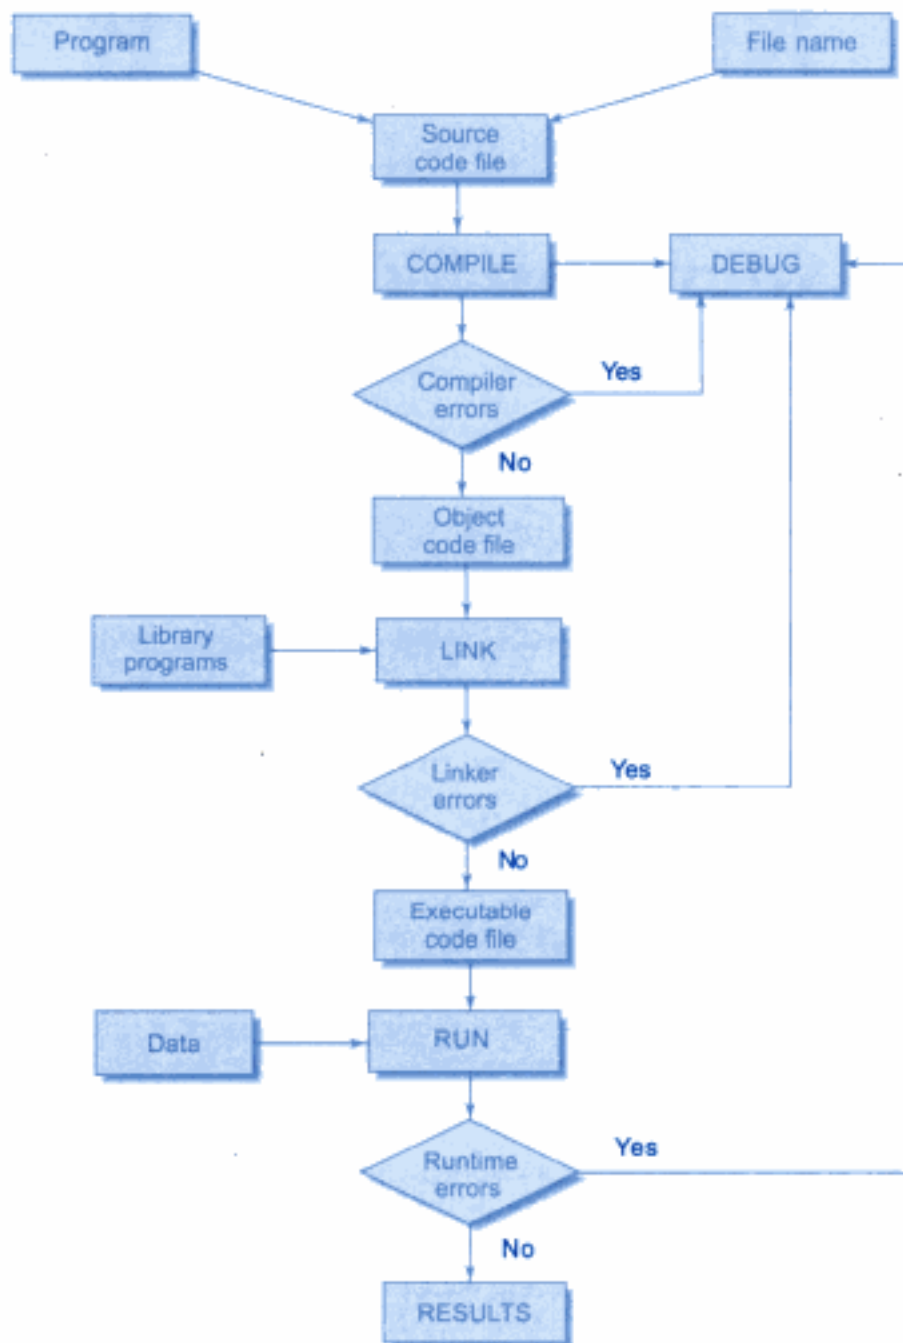 Program
File name
Source
code file
COMPILE
DEBUG
Compiler
errors
Yes
No
Object
code file
Library
programs
LINK
Linker
errors
Yes
No
Executable
code file
Data
RUN
Runtime
errors
Yes
No
RESULTS